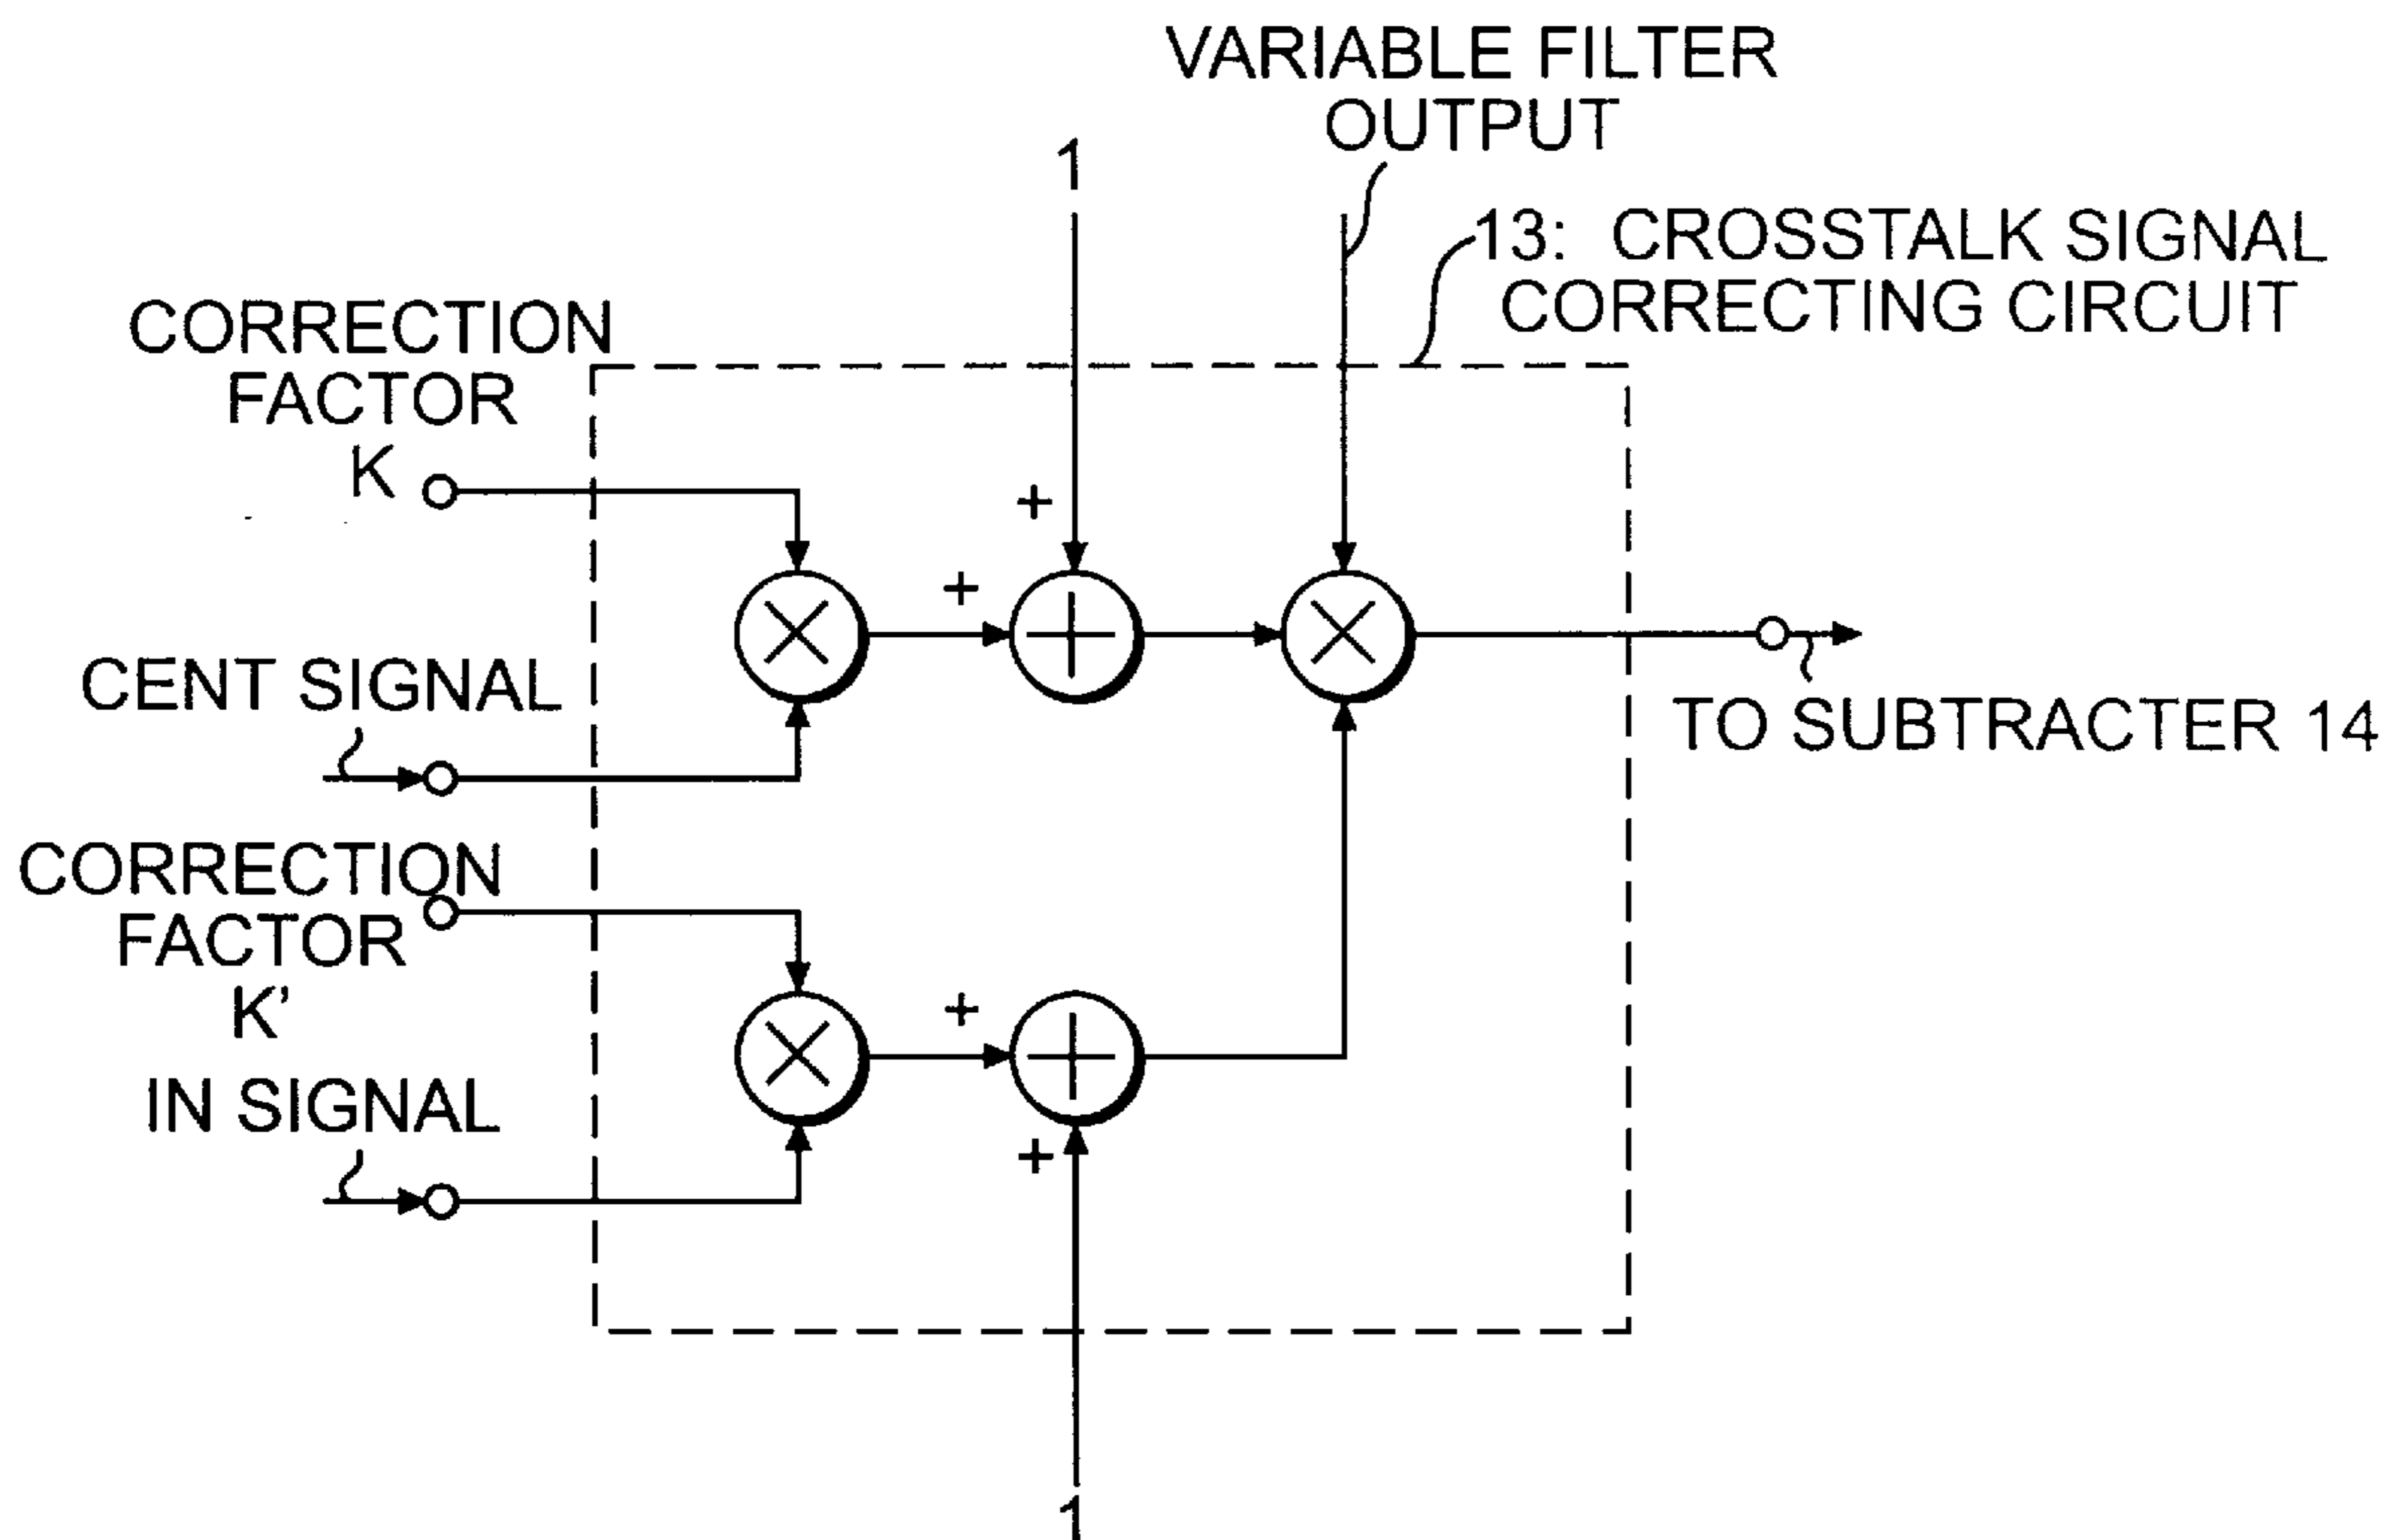 VARIABLE FILTER
OUTPUT
1
13: CROSSTALK SIGNAL
CORRECTING CIRCUIT
CORRECTION
FACTOR
K
+
+
CENT SIGNAL
TO SUBTRACTER 14
CORRECTION
FACTOR
K’
+
IN SIGNAL
+
1